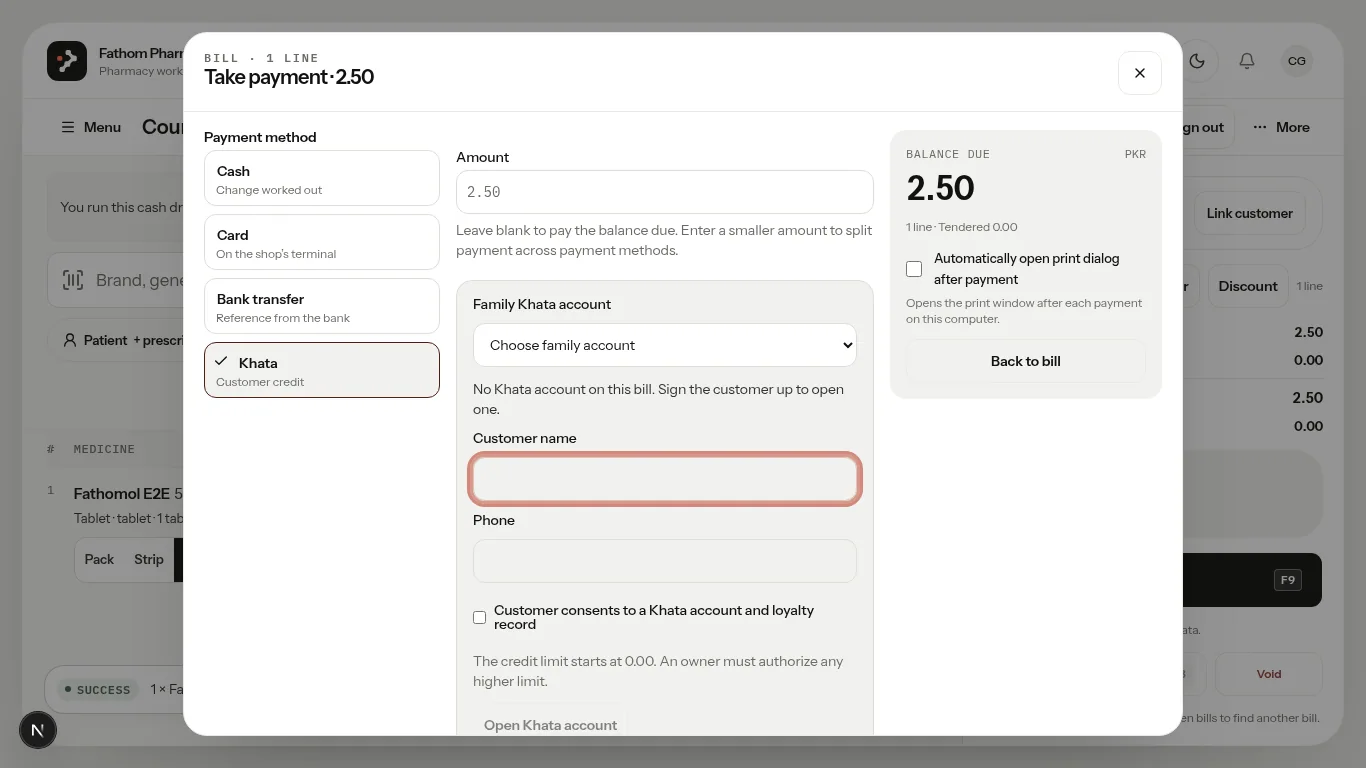 Fathom Phar
Pharmacy work
CG
Menu
Cou
gn out
More
You run this cash dr
Brand, gene
Patient + prescri
# MEDICINE
1
Fathomol E2E 5
Tablet · tablet · 1 tab
Pack
Strip
SUCCESS
1 × Fa
N
BILL · 1 LINE
Take payment · 2.50
Payment method
Cash
Change worked out
Card
On the shop's terminal
Bank transfer
Reference from the bank
Khata
Customer credit
Amount
2.50
Leave blank to pay the balance due. Enter a smaller amount to split
payment across payment methods.
Family Khata account
Choose family account
No Khata account on this bill. Sign the customer up to open
one.
Customer name
Phone
Customer consents to a Khata account and loyalty
record
The credit limit starts at 0.00. An owner must authorize any
higher limit.
Open Khata account
BALANCE DUE
PKR
2.50
1 line · Tendered 0.00
Automatically open print dialog
after payment
Opens the print window after each payment
on this computer.
Back to bill
Link customer
r
Discount
1 line
2.50
0.00
2.50
0.00
F9
ata.
Void
en bills to find another bill.